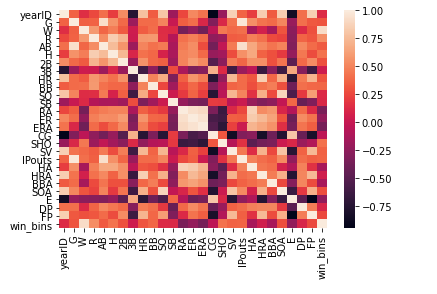 yearID
G
W
R
AB
H
2B
3B
HR
BB
SO
SB
RA
ER
ERA
CG
SHO
SV
IPouts
HA
HRA
BBA
SOA
E
DP
FP
win_bins
yearID
G
W
R
AB
H
2B
3B
HR
BB
SO
SB
RA
ER
ERA
CG
SHO
SV
IPouts
HA
HRA
BBA
SOA
E
DP
FP
win_bins
1.00
0.75
0.50
0.25
0.00
−0.25
−0.50
−0.75